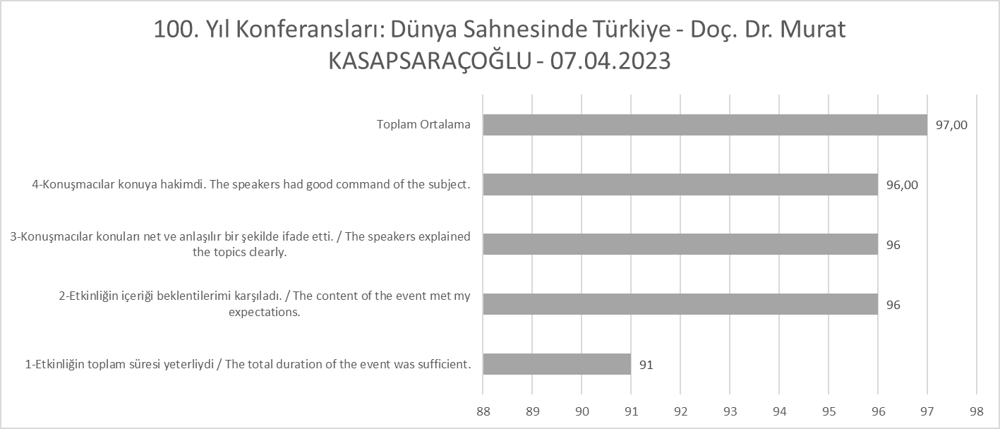 100. Yıl Konferansları: Dünya Sahnesinde Türkiye - Doç. Dr. Murat
KASAPSARAÇOĞLU - 07.04.2023
Toplam Ortalama
97,00
4-Konuşmacılar konuya hakimdi. The speakers had good command of the subject.
96,00
3-Konuşmacılar konuları net ve anlaşılır bir şekilde ifade etti. / The speakers explained
the topics clearly.
96
2-Etkinliğin içeriği beklentilerimi karşıladı. / The content of the event met my
expectations.
96
1-Etkinliğin toplam süresi yeterliydi / The total duration of the event was sufficient.
91
88 89 90 91 92 93 94 95 96 97 98